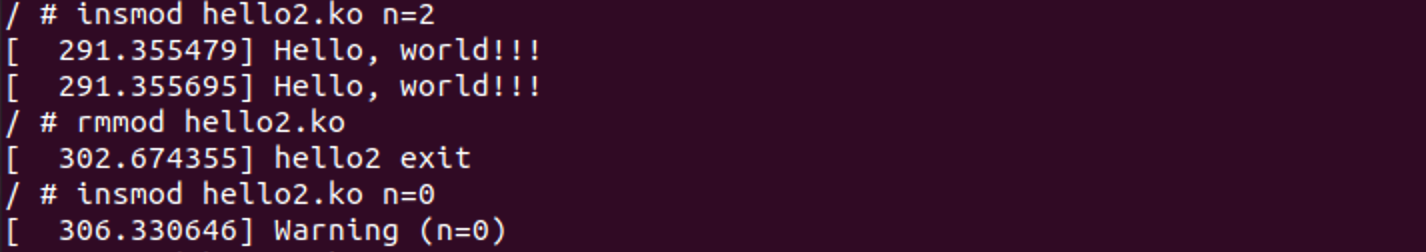 / # insmod hello2.ko n=2
[  291.355479] Hello, world!!!
[  291.355695] Hello, world!!!
/ # rmmod hello2.ko
[  302.674355] hello2 exit
/ # insmod hello2.ko n=0
[  306.330646] Warning (n=0)